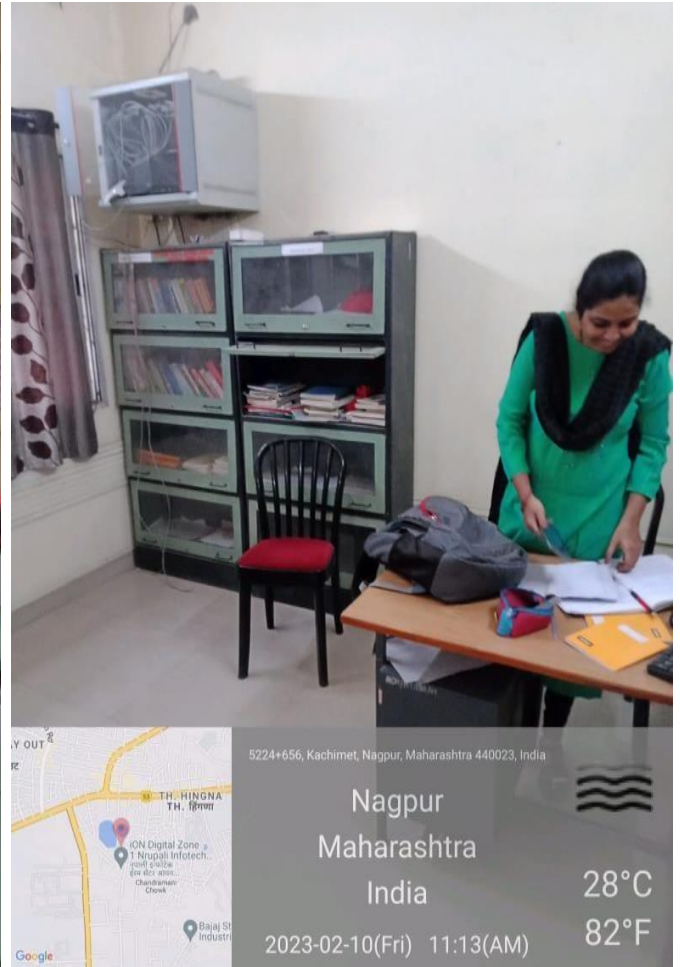 Y OUT
TH. HINGNA
TH. हिंगणा
53
iON Digital Zone
1 Nrupali Infotech..
Chandramani
Chowk
Bajaj St
Industri
Google
5224+656, Kachimet, Nagpur, Maharashtra 440023, India
Nagpur
Maharashtra
India
2023-02-10(Fri) 11:13(AM)
28°C
82°F